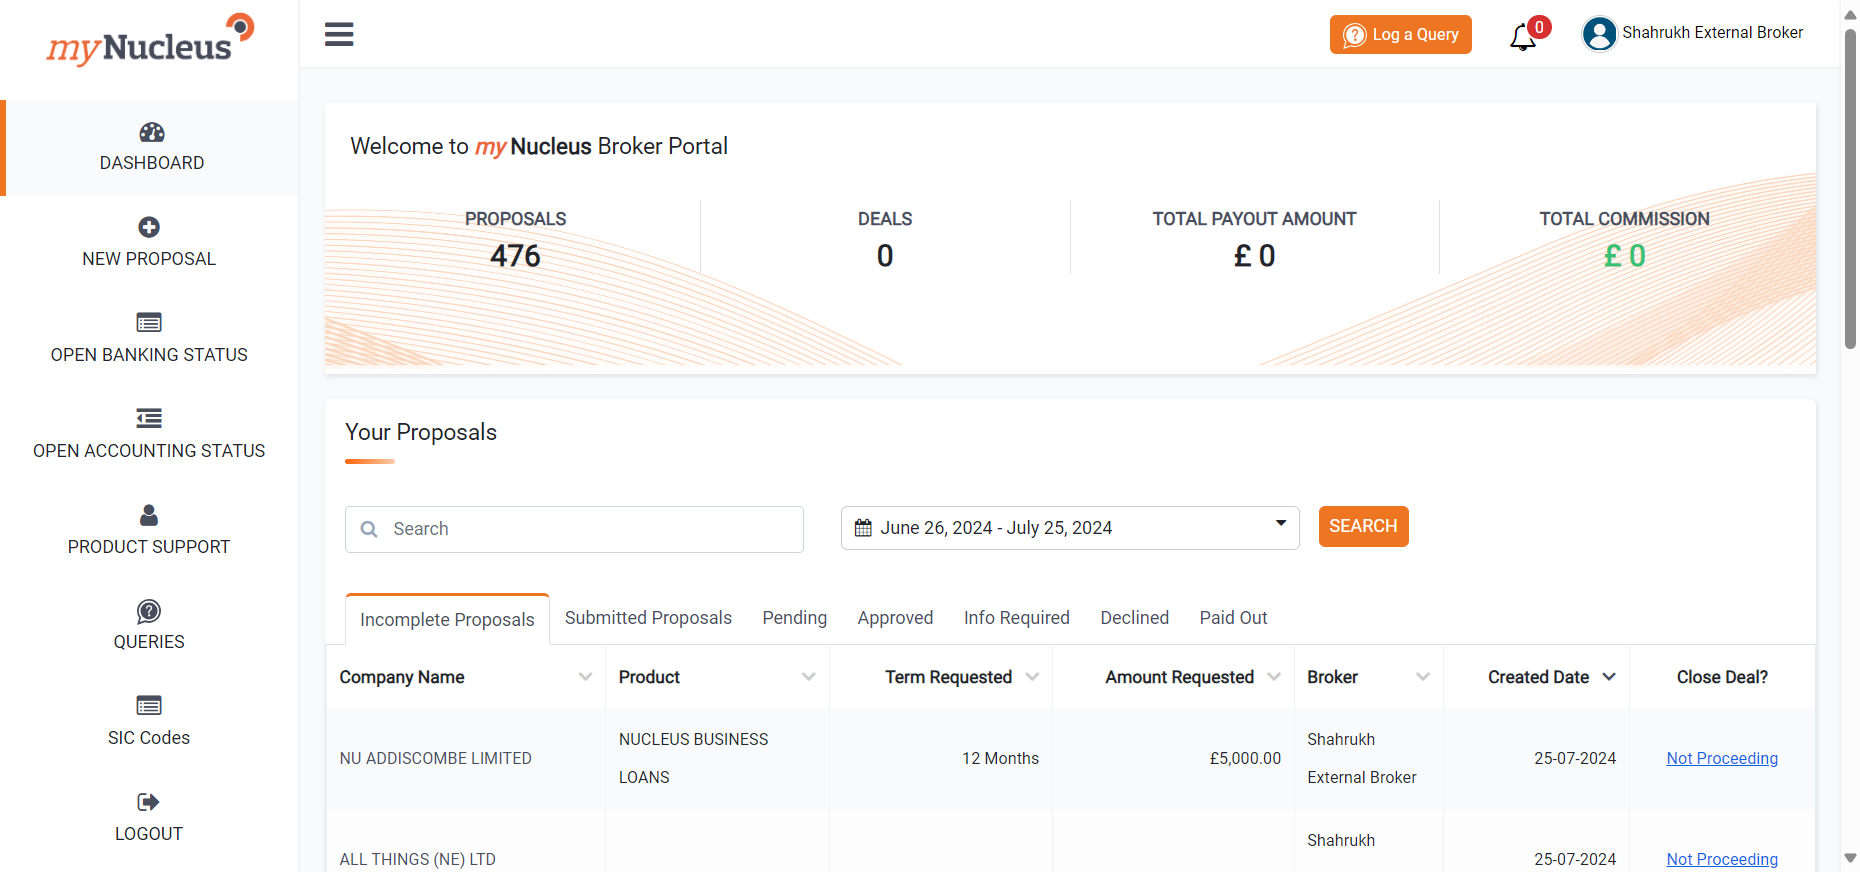 myNucleus
Log a Query
0
Shahrukh External Broker
DASHBOARD
NEW PROPOSAL
OPEN BANKING STATUS
OPEN ACCOUNTING STATUS
PRODUCT SUPPORT
QUERIES
SIC Codes
LOGOUT
Welcome to my Nucleus Broker Portal
PROPOSALS
476
DEALS
0
TOTAL PAYOUT AMOUNT
£ 0
TOTAL COMMISSION
£ 0
Your Proposals
Search
June 26, 2024 - July 25, 2024
SEARCH
Incomplete Proposals Submitted Proposals Pending Approved Info Required Declined Paid Out
Company Name Product Term Requested Amount Requested Broker Created Date Close Deal?
NU ADDISCOMBE LIMITED
NUCLEUS BUSINESS
LOANS
12 Months
£5,000.00
Shahrukh
External Broker
25-07-2024
Not Proceeding
ALL THINGS (NE) LTD
Shahrukh
25-07-2024
Not Proceeding